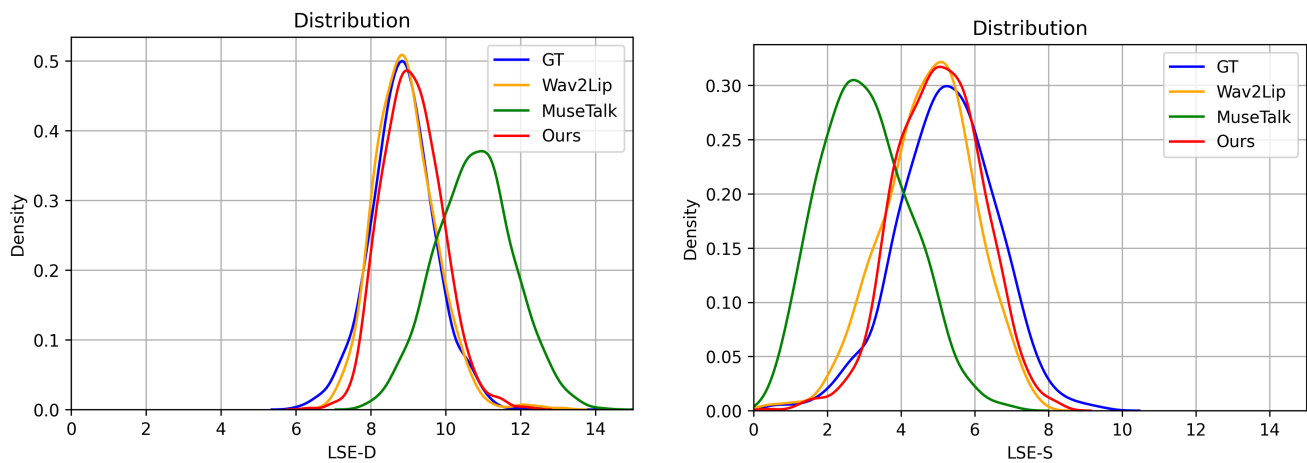 Distribution
Density
0.5
0.4
0.3
0.2
0.1
0.0
0 2 4 6 8 10 12 14
LSE-D
GT
Wav2Lip
MuseTalk
Ours
Distribution
Density
0.30
0.25
0.20
0.15
0.10
0.05
0.00
0 2 4 6 8 10 12 14
LSE-S
GT
Wav2Lip
MuseTalk
Ours